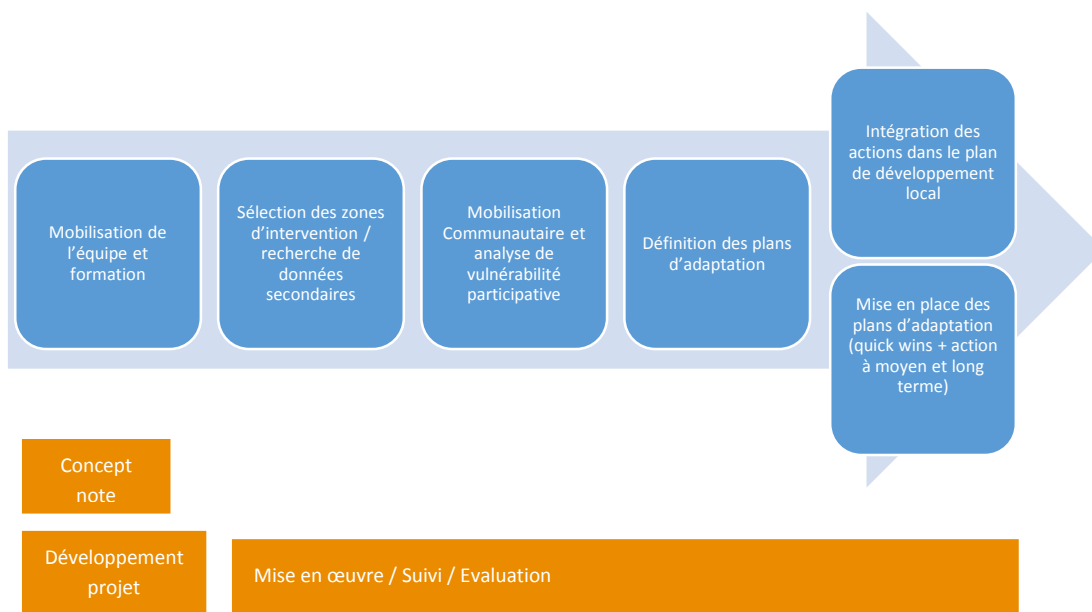 Mobilisation de
l’équipe et
formation
Sélection des zones
d’intervention /
recherche de
données
secondaires
Mobilisation
Communautaire et
analyse de
vulnérabilité
participative
Définition des plans
d’adaptation
Intégration des
actions dans le plan
de développement
local
Mise en place des
plans d’adaptation
(quick wins + action
à moyen et long
terme)
Concept
note
Développement
projet
Mise en œuvre / Suivi / Evaluation